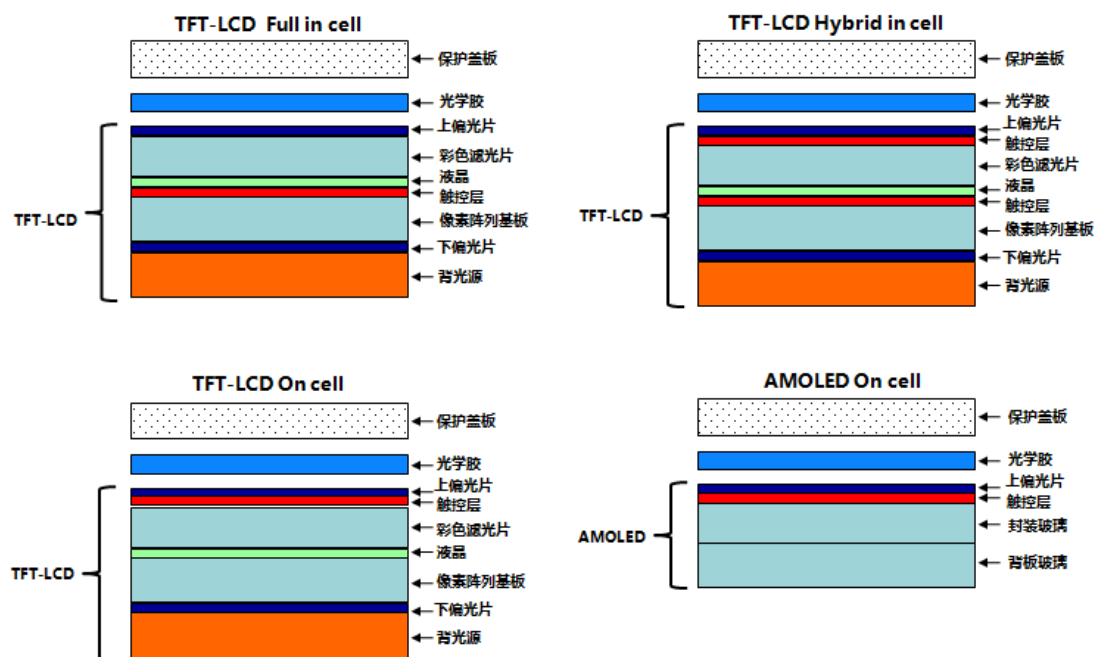 TFT-LCD Full in cell
保护盖板
光学胶
上偏光片
彩色滤光片
液晶
触控层
像素阵列基板
下偏光片
背光源
TFT-LCD
TFT-LCD Hybrid in cell
保护盖板
光学胶
上偏光片
触控层
彩色滤光片
液晶
触控层
像素阵列基板
下偏光片
背光源
TFT-LCD
TFT-LCD On cell
保护盖板
光学胶
上偏光片
触控层
彩色滤光片
液晶
像素阵列基板
下偏光片
背光源
TFT-LCD
AMOLED On cell
保护盖板
光学胶
上偏光片
触控层
封装玻璃
背板玻璃
AMOLED